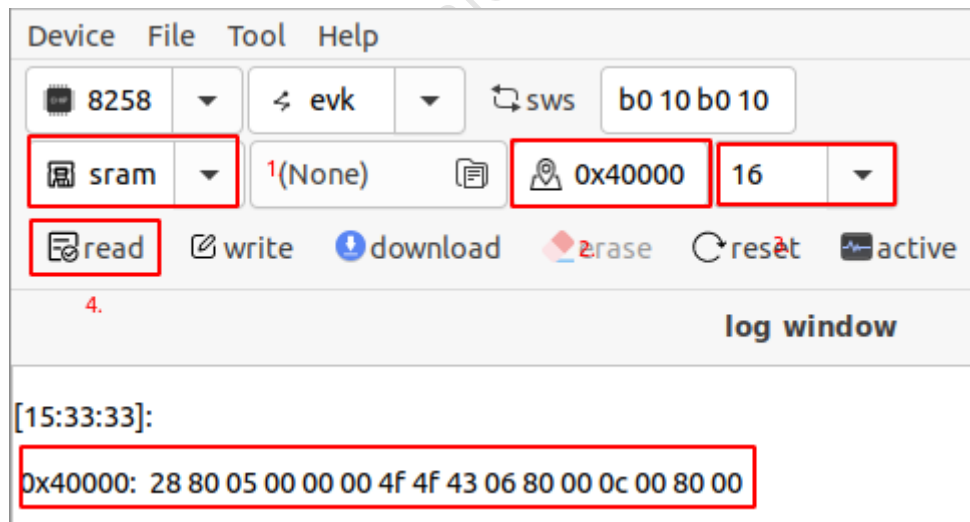 Device File Tool Help
8258 evk sws b0 10 b0 10
sram 1 (None) 0x40000 16
read write download erase 2. reset 3. active
4.
log window
[15:33:33]:
0x40000: 28 80 05 00 00 00 4f 4f 43 06 80 00 0c 00 80 00